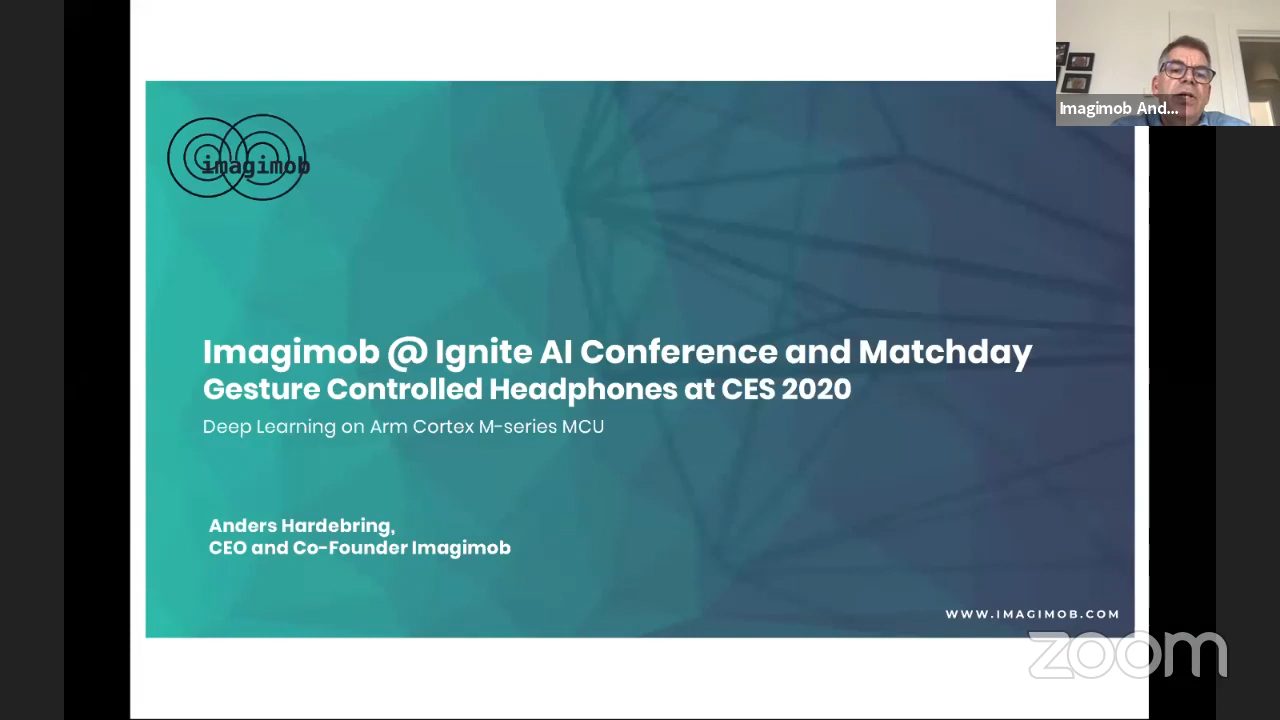 Imagimob And...
imagimob
Imagimob @ Ignite AI Conference and Matchday
Gesture Controlled Headphones at CES 2020
Deep Learning on Arm Cortex M-series MCU
Anders Hardebring,
CEO and Co-Founder Imagimob
WWW.IMAGIMOB.COM
zoom